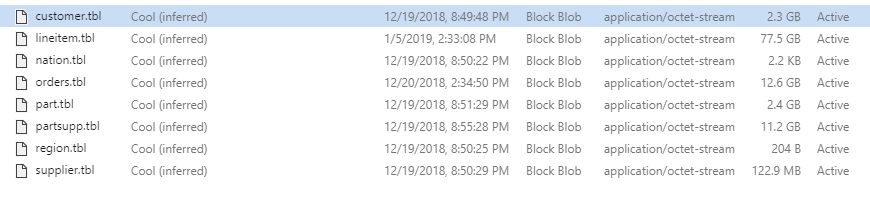 customer.tbl Cool (inferred) 12/19/2018, 8:49:48 PM Block Blob application/octet-stream 2.3 GB Active
lineitem.tbl Cool (inferred) 1/5/2019, 2:33:08 PM Block Blob application/octet-stream 77.5 GB Active
nation.tbl Cool (inferred) 12/19/2018, 8:50:22 PM Block Blob application/octet-stream 2.2 KB Active
orders.tbl Cool (inferred) 12/20/2018, 2:34:50 PM Block Blob application/octet-stream 12.6 GB Active
part.tbl Cool (inferred) 12/19/2018, 8:51:29 PM Block Blob application/octet-stream 2.4 GB Active
partsupp.tbl Cool (inferred) 12/19/2018, 8:55:28 PM Block Blob application/octet-stream 11.2 GB Active
region.tbl Cool (inferred) 12/19/2018, 8:50:25 PM Block Blob application/octet-stream 204 B Active
supplier.tbl Cool (inferred) 12/19/2018, 8:50:29 PM Block Blob application/octet-stream 122.9 MB Active